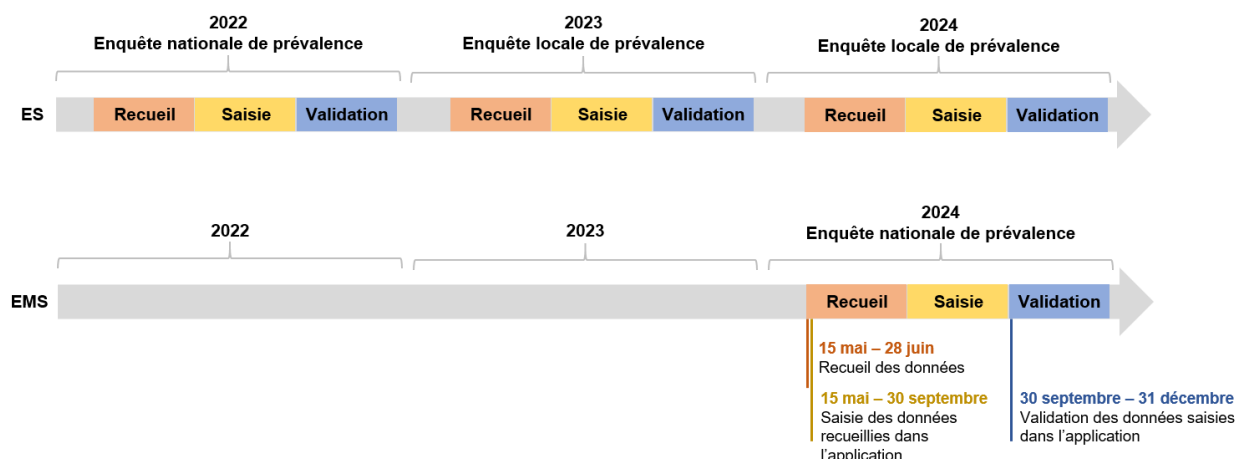 2022
Enquête nationale de prévalence
2023
Enquête locale de prévalence
2024
Enquête locale de prévalence
ES
Recueil
Saisie
Validation
Recueil
Saisie
Validation
Recueil
Saisie
Validation
2022
2023
2024
Enquête nationale de prévalence
EMS
Recueil
Saisie
Validation
15 mai – 28 juin
Recueil des données
15 mai – 30 septembre
Saisie des données
recueillies dans
l’application
30 septembre – 31 décembre
Validation des données saisies
dans l’application